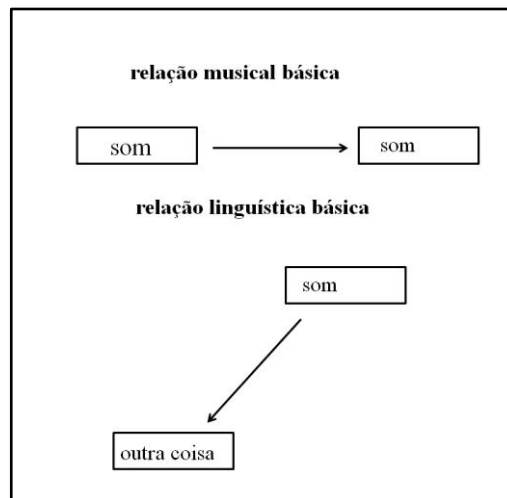 relação musical básica
som som
relação linguística básica
som
outra coisa